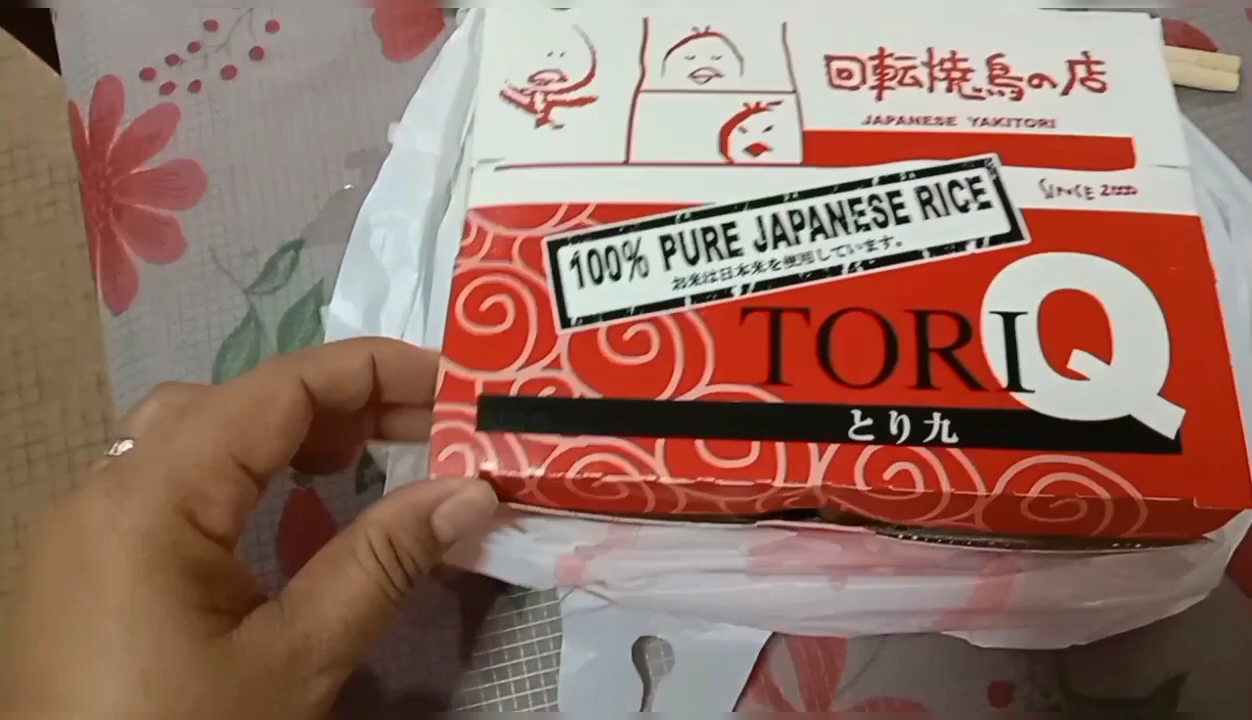 回転焼鳥の店
JAPANESE YAKITORI
SINCE 2000
100% PURE JAPANESE RICE
お米は日本米を使用しています。
TORIQ
とり九